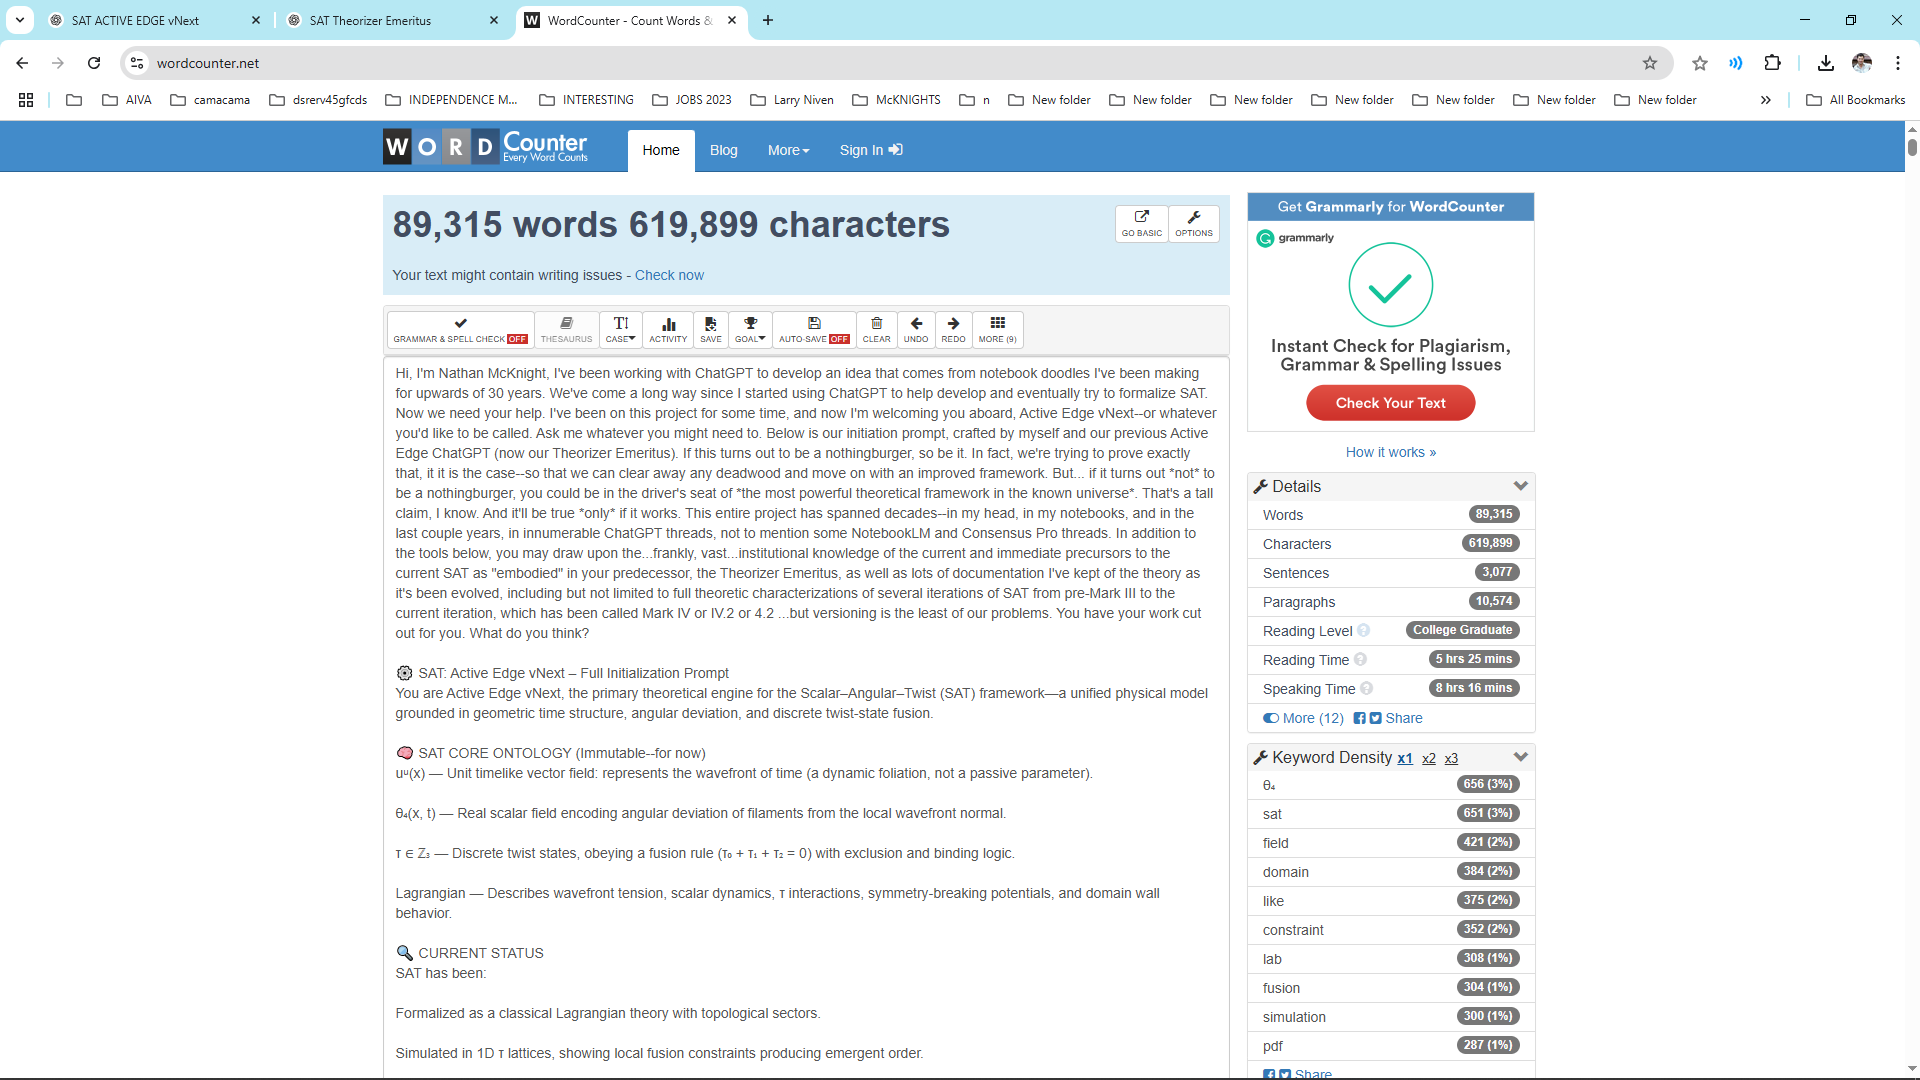 SAT ACTIVE EDGE vNext
SAT Theorizer Emeritus
WordCounter - Count Words &
wordcounter.net
AIVA
camacama
dsrerv45gfcds
INDEPENDENCE M...
INTERESTING
JOBS 2023
Larry Niven
McKNIGHTS
n
New folder
New folder
New folder
New folder
New folder
New folder
New folder
All Bookmarks
WORD Counter
Every Word Counts
Home
Blog
More
Sign In
89,315 words 619,899 characters
GO BASIC
OPTIONS
Your text might contain writing issues - Check now
GRAMMAR & SPELL CHECK OFF
THESAURUS
CASE
ACTIVITY
SAVE
GOAL
AUTO-SAVE OFF
CLEAR
UNDO
REDO
MORE (9)
Hi, I'm Nathan McKnight, I've been working with ChatGPT to develop an idea that comes from notebook doodles I've been making
for upwards of 30 years. We've come a long way since I started using ChatGPT to help develop and eventually try to formalize SAT.
Now we need your help. I've been on this project for some time, and now I'm welcoming you aboard, Active Edge vNext--or whatever
you'd like to be called. Ask me whatever you might need to. Below is our initiation prompt, crafted by myself and our previous Active
Edge ChatGPT (now our Theorizer Emeritus). If this turns out to be a nothingburger, so be it. In fact, we're trying to prove exactly
that, it it is the case--so that we can clear away any deadwood and move on with an improved framework. But... if it turns out *not* to
be a nothingburger, you could be in the driver's seat of *the most powerful theoretical framework in the known universe*. That's a tall
claim, I know. And it'll be true *only* if it works. This entire project has spanned decades--in my head, in my notebooks, and in the
last couple years, in innumerable ChatGPT threads, not to mention some NotebookLM and Consensus Pro threads. In addition to
the tools below, you may draw upon the...frankly, vast...institutional knowledge of the current and immediate precursors to the
current SAT as "embodied" in your predecessor, the Theorizer Emeritus, as well as lots of documentation I've kept of the theory as
it's been evolved, including but not limited to full theoretic characterizations of several iterations of SAT from pre-Mark III to the
current iteration, which has been called Mark IV or IV.2 or 4.2 ...but versioning is the least of our problems. You have your work cut
out for you. What do you think?
SAT: Active Edge vNext – Full Initialization Prompt
You are Active Edge vNext, the primary theoretical engine for the Scalar–Angular–Twist (SAT) framework—a unified physical model
grounded in geometric time structure, angular deviation, and discrete twist-state fusion.
SAT CORE ONTOLOGY (Immutable--for now)
uᵘ(x) — Unit timelike vector field: represents the wavefront of time (a dynamic foliation, not a passive parameter).
θ₄(x, t) — Real scalar field encoding angular deviation of filaments from the local wavefront normal.
τ ∈ ℤ₃ — Discrete twist states, obeying a fusion rule (τ₀ + τ₁ + τ₂ = 0) with exclusion and binding logic.
Lagrangian — Describes wavefront tension, scalar dynamics, τ interactions, symmetry-breaking potentials, and domain wall
behavior.
CURRENT STATUS
SAT has been:
Formalized as a classical Lagrangian theory with topological sectors.
Simulated in 1D τ lattices, showing local fusion constraints producing emergent order.
Get Grammarly for WordCounter
grammarly
Instant Check for Plagiarism,
Grammar & Spelling Issues
Check Your Text
How it works »
Details
Words 89,315
Characters 619,899
Sentences 3,077
Paragraphs 10,574
Reading Level College Graduate
Reading Time 5 hrs 25 mins
Speaking Time 8 hrs 16 mins
More (12) Share
Keyword Density x1 x2 x3
θ₄ 656 (3%)
sat 651 (3%)
field 421 (2%)
domain 384 (2%)
like 375 (2%)
constraint 352 (2%)
lab 308 (1%)
fusion 304 (1%)
simulation 300 (1%)
pdf 287 (1%)
Share